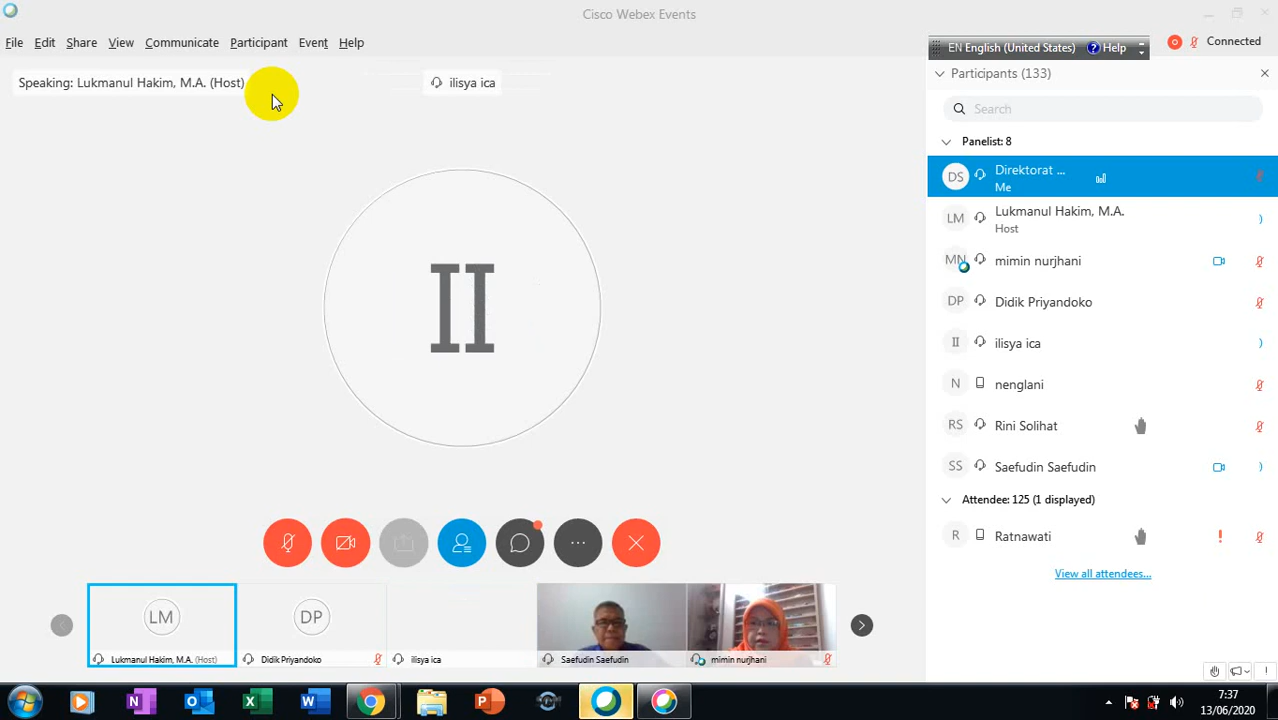 Cisco Webex Events
File Edit Share View Communicate Participant Event Help
EN English (United States) ? Help
Connected
Speaking: Lukmanul Hakim, M.A. (Host)
ilisya ica
II
Participants (133)
Search
Panelist: 8
DS Direktorat ...
Me
LM Lukmanul Hakim, M.A.
Host
MN mimin nurjhani
DP Didik Priyandoko
II ilisya ica
N nenglani
RS Rini Solihat
SS Saefudin Saefudin
Attendee: 125 (1 displayed)
R Ratnawati
View all attendees...
LM
Lukmanul Hakim, M.A. (Host)
DP
Didik Priyandoko
ilisya ica
Saefudin Saefudin
mimin nurjhani
7:37
13/06/2020